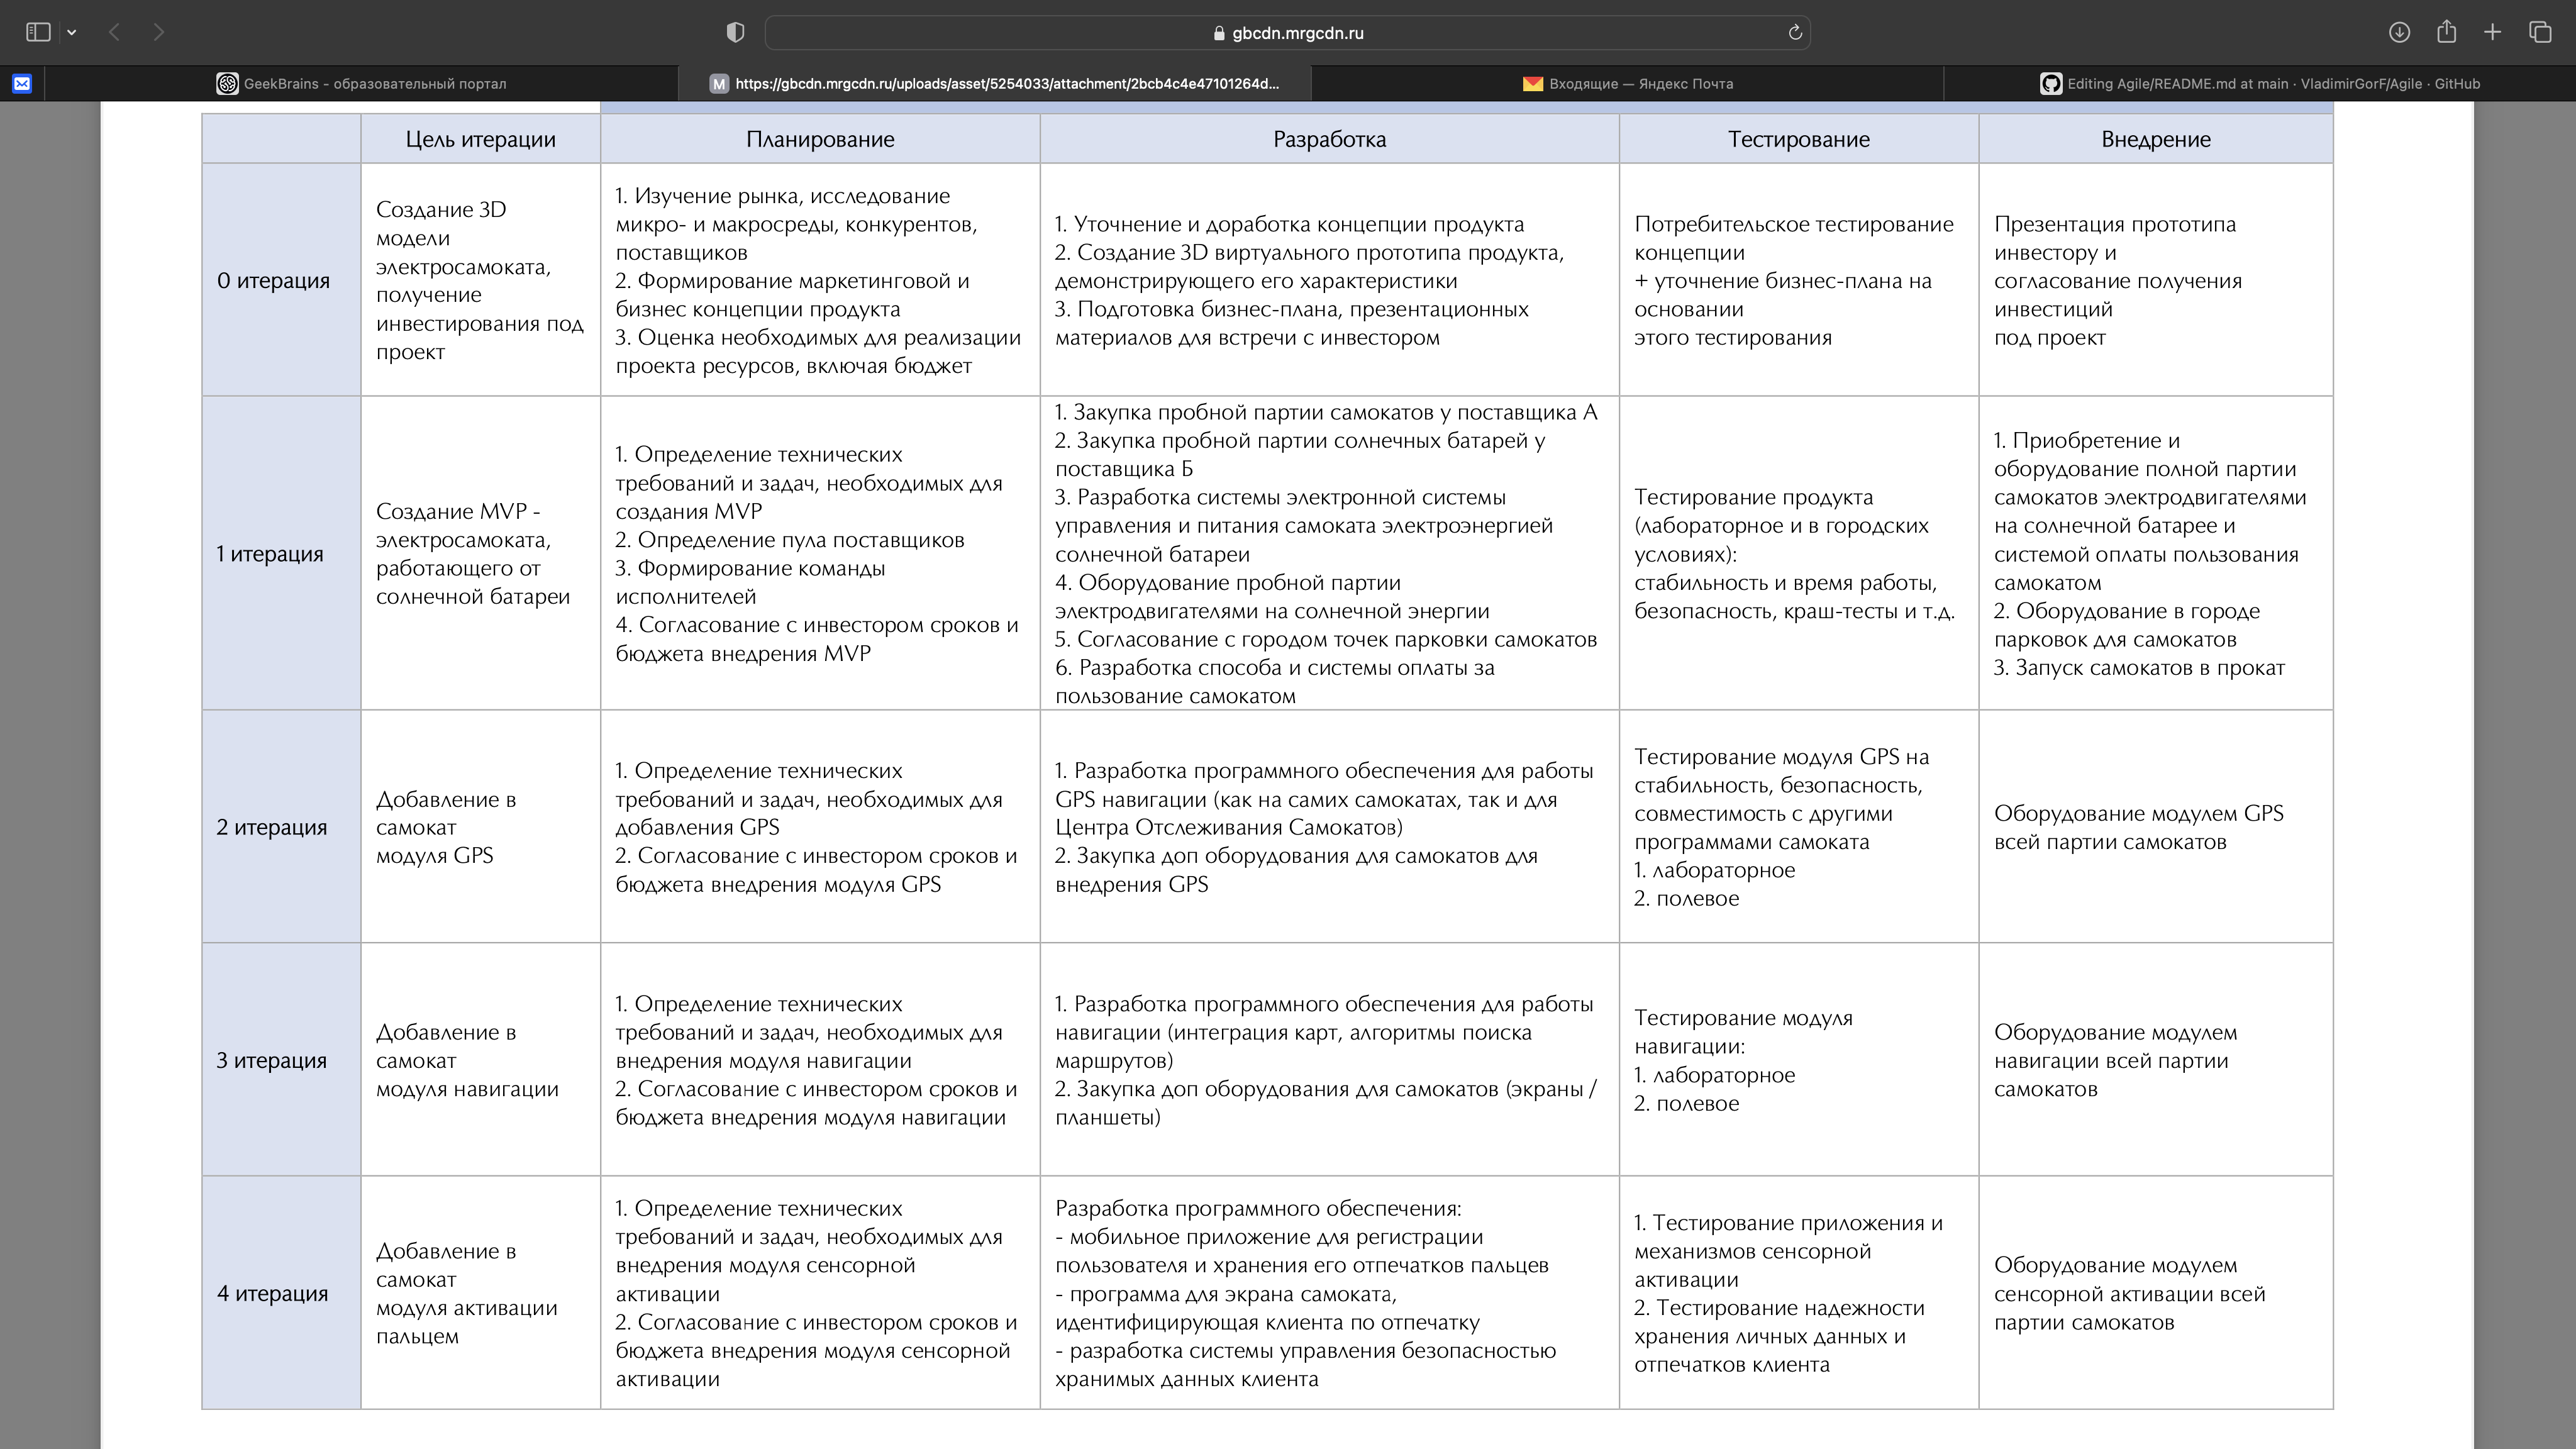 gbcdn.mrgcdn.ru
GeekBrains - образовательный портал
M
https://gbcdn.mrgcdn.ru/uploads/asset/5254033/attachment/2bcb4c4e47101264d...
Входящие — Яндекс Почта
Editing Agile/README.md at main · VladimirGorF/Agile · GitHub
Цель итерации
Планирование
Разработка
Тестирование
Внедрение
0 итерация
Создание 3D
модели
электросамоката,
получение
инвестирования под
проект
1. Изучение рынка, исследование
микро- и макросреды, конкурентов,
поставщиков
2. Формирование маркетинговой и
бизнес концепции продукта
3. Оценка необходимых для реализации
проекта ресурсов, включая бюджет
1. Уточнение и доработка концепции продукта
2. Создание 3D виртуального прототипа продукта,
демонстрирующего его характеристики
3. Подготовка бизнес-плана, презентационных
материалов для встречи с инвестором
Потребительское тестирование
концепции
+ уточнение бизнес-плана на
основании
этого тестирования
Презентация прототипа
инвестору и
согласование получения
инвестиций
под проект
1 итерация
Создание MVP -
электросамоката,
работающего от
солнечной батареи
1. Определение технических
требований и задач, необходимых для
создания MVP
2. Определение пула поставщиков
3. Формирование команды
исполнителей
4. Согласование с инвестором сроков и
бюджета внедрения MVP
1. Закупка пробной партии самокатов у поставщика А
2. Закупка пробной партии солнечных батарей у
поставщика Б
3. Разработка системы электронной системы
управления и питания самоката электроэнергией
солнечной батареи
4. Оборудование пробной партии
электродвигателями на солнечной энергии
5. Согласование с городом точек парковки самокатов
6. Разработка способа и системы оплаты за
пользование самокатом
Тестирование продукта
(лабораторное и в городских
условиях):
стабильность и время работы,
безопасность, краш-тесты и т.д.
1. Приобретение и
оборудование полной партии
самокатов электродвигателями
на солнечной батарее и
системой оплаты пользования
самокатом
2. Оборудование в городе
парковок для самокатов
3. Запуск самокатов в прокат
2 итерация
Добавление в
самокат
модуля GPS
1. Определение технических
требований и задач, необходимых для
добавления GPS
2. Согласование с инвестором сроков и
бюджета внедрения модуля GPS
1. Разработка программного обеспечения для работы
GPS навигации (как на самих самокатах, так и для
Центра Отслеживания Самокатов)
2. Закупка доп оборудования для самокатов для
внедрения GPS
Тестирование модуля GPS на
стабильность, безопасность,
совместимость с другими
программами самоката
1. лабораторное
2. полевое
Оборудование модулем GPS
всей партии самокатов
3 итерация
Добавление в
самокат
модуля навигации
1. Определение технических
требований и задач, необходимых для
внедрения модуля навигации
2. Согласование с инвестором сроков и
бюджета внедрения модуля навигации
1. Разработка программного обеспечения для работы
навигации (интеграция карт, алгоритмы поиска
маршрутов)
2. Закупка доп оборудования для самокатов (экраны /
планшеты)
Тестирование модуля
навигации:
1. лабораторное
2. полевое
Оборудование модулем
навигации всей партии
самокатов
4 итерация
Добавление в
самокат
модуля активации
пальцем
1. Определение технических
требований и задач, необходимых для
внедрения модуля сенсорной
активации
2. Согласование с инвестором сроков и
бюджета внедрения модуля сенсорной
активации
Разработка программного обеспечения:
- мобильное приложение для регистрации
пользователя и хранения его отпечатков пальцев
- программа для экрана самоката,
идентифицирующая клиента по отпечатку
- разработка системы управления безопасностью
хранимых данных клиента
1. Тестирование приложения и
механизмов сенсорной
активации
2. Тестирование надежности
хранения личных данных и
отпечатков клиента
Оборудование модулем
сенсорной активации всей
партии самокатов